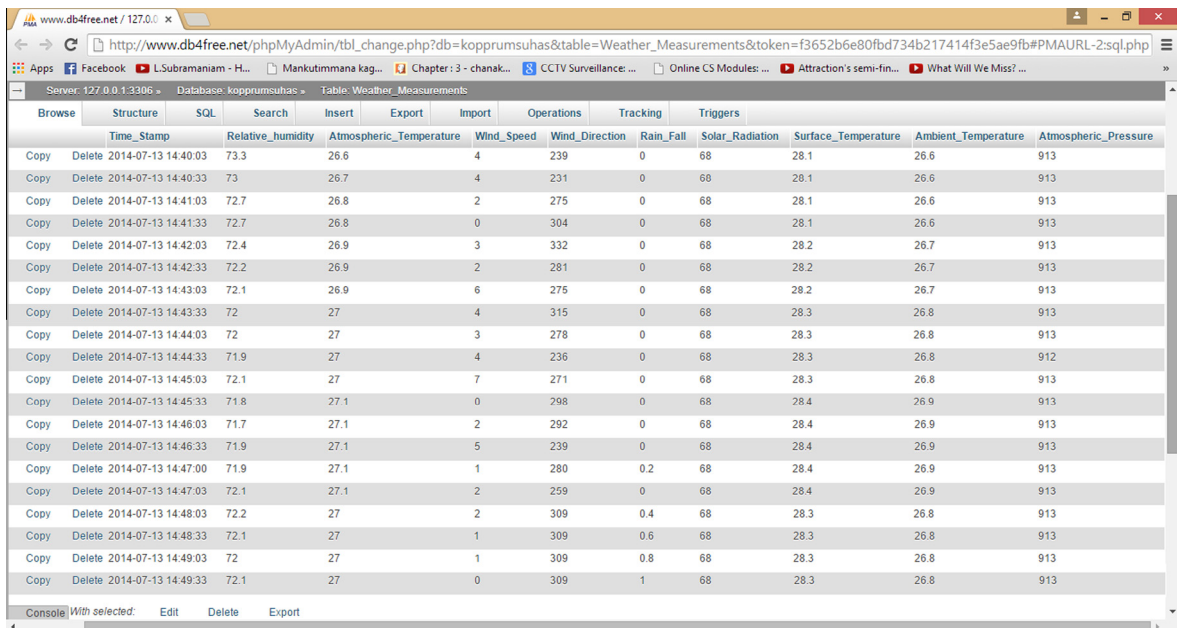 www.db4free.net / 127.0.0 ×
http://www.db4free.net/phpMyAdmin/tbl_change.php?db=kopprumsuhas&table=Weather_Measurements&token=f3652b6e80fbd734b217414f3e5ae9fb#PMAURL-2:sql.php
Apps Facebook L.Subramaniam - H... Mankutimmana kag... Chapter : 3 - chanak... CCTV Surveillance: ... Online CS Modules: ... Attraction's semi-fin... What Will We Miss? ... »
Server: 127.0.0.1:3306 » Database: kopprumsuhas » Table: Weather_Measurements
Browse Structure SQL Search Insert Export Import Operations Tracking Triggers
Time_Stamp Relative_humidity Atmospheric_Temperature Wind_Speed Wind_Direction Rain_Fall Solar_Radiation Surface_Temperature Ambient_Temperature Atmospheric_Pressure
Copy Delete 2014-07-13 14:40:03 73.3 26.6 4 239 0 68 28.1 26.6 913
Copy Delete 2014-07-13 14:40:33 73 26.7 4 231 0 68 28.1 26.6 913
Copy Delete 2014-07-13 14:41:03 72.7 26.8 2 275 0 68 28.1 26.6 913
Copy Delete 2014-07-13 14:41:33 72.7 26.8 0 304 0 68 28.1 26.6 913
Copy Delete 2014-07-13 14:42:03 72.4 26.9 3 332 0 68 28.2 26.7 913
Copy Delete 2014-07-13 14:42:33 72.2 26.9 2 281 0 68 28.2 26.7 913
Copy Delete 2014-07-13 14:43:03 72.1 26.9 6 275 0 68 28.2 26.7 913
Copy Delete 2014-07-13 14:43:33 72 27 4 315 0 68 28.3 26.8 913
Copy Delete 2014-07-13 14:44:03 72 27 3 278 0 68 28.3 26.8 913
Copy Delete 2014-07-13 14:44:33 71.9 27 4 236 0 68 28.3 26.8 912
Copy Delete 2014-07-13 14:45:03 72.1 27 7 271 0 68 28.3 26.8 913
Copy Delete 2014-07-13 14:45:33 71.8 27.1 0 298 0 68 28.4 26.9 913
Copy Delete 2014-07-13 14:46:03 71.7 27.1 2 292 0 68 28.4 26.9 913
Copy Delete 2014-07-13 14:46:33 71.9 27.1 5 239 0 68 28.4 26.9 913
Copy Delete 2014-07-13 14:47:00 71.9 27.1 1 280 0.2 68 28.4 26.9 913
Copy Delete 2014-07-13 14:47:03 72.1 27.1 2 259 0 68 28.4 26.9 913
Copy Delete 2014-07-13 14:48:03 72.2 27 2 309 0.4 68 28.3 26.8 913
Copy Delete 2014-07-13 14:48:33 72.1 27 1 309 0.6 68 28.3 26.8 913
Copy Delete 2014-07-13 14:49:03 72 27 1 309 0.8 68 28.3 26.8 913
Copy Delete 2014-07-13 14:49:33 72.1 27 0 309 1 68 28.3 26.8 913
Console With selected: Edit Delete Export